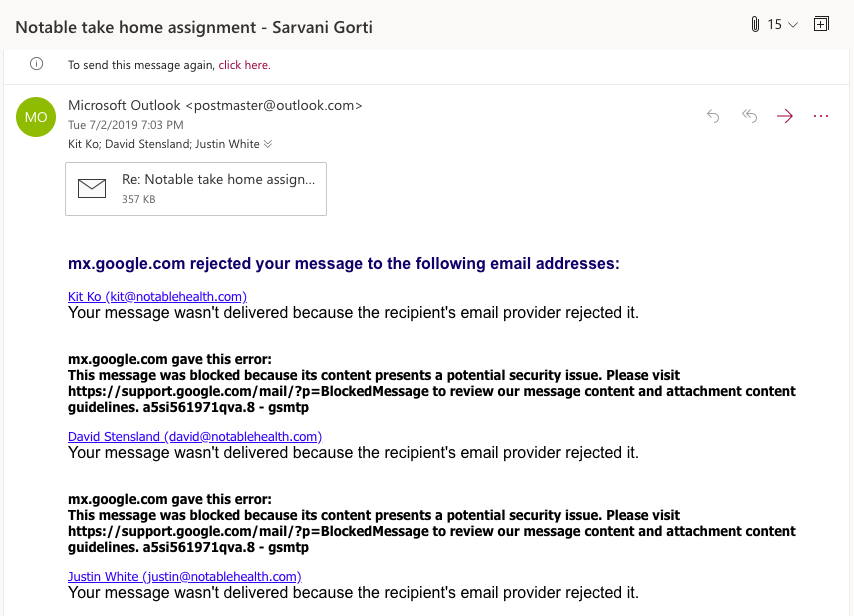 Notable take home assignment - Sarvani Gorti
15
To send this message again, click here.
MO
Microsoft Outlook <postmaster@outlook.com>
Tue 7/2/2019 7:03 PM
Kit Ko; David Stensland; Justin White
Re: Notable take home assign...
357 KB
mx.google.com rejected your message to the following email addresses:
Kit Ko (kit@notablehealth.com)
Your message wasn't delivered because the recipient's email provider rejected it.
mx.google.com gave this error:
This message was blocked because its content presents a potential security issue. Please visit
https://support.google.com/mail/?p=BlockedMessage to review our message content and attachment content
guidelines. a5si561971qva.8 - gsmtp
David Stensland (david@notablehealth.com)
Your message wasn't delivered because the recipient's email provider rejected it.
mx.google.com gave this error:
This message was blocked because its content presents a potential security issue. Please visit
https://support.google.com/mail/?p=BlockedMessage to review our message content and attachment content
guidelines. a5si561971qva.8 - gsmtp
Justin White (justin@notablehealth.com)
Your message wasn't delivered because the recipient's email provider rejected it.